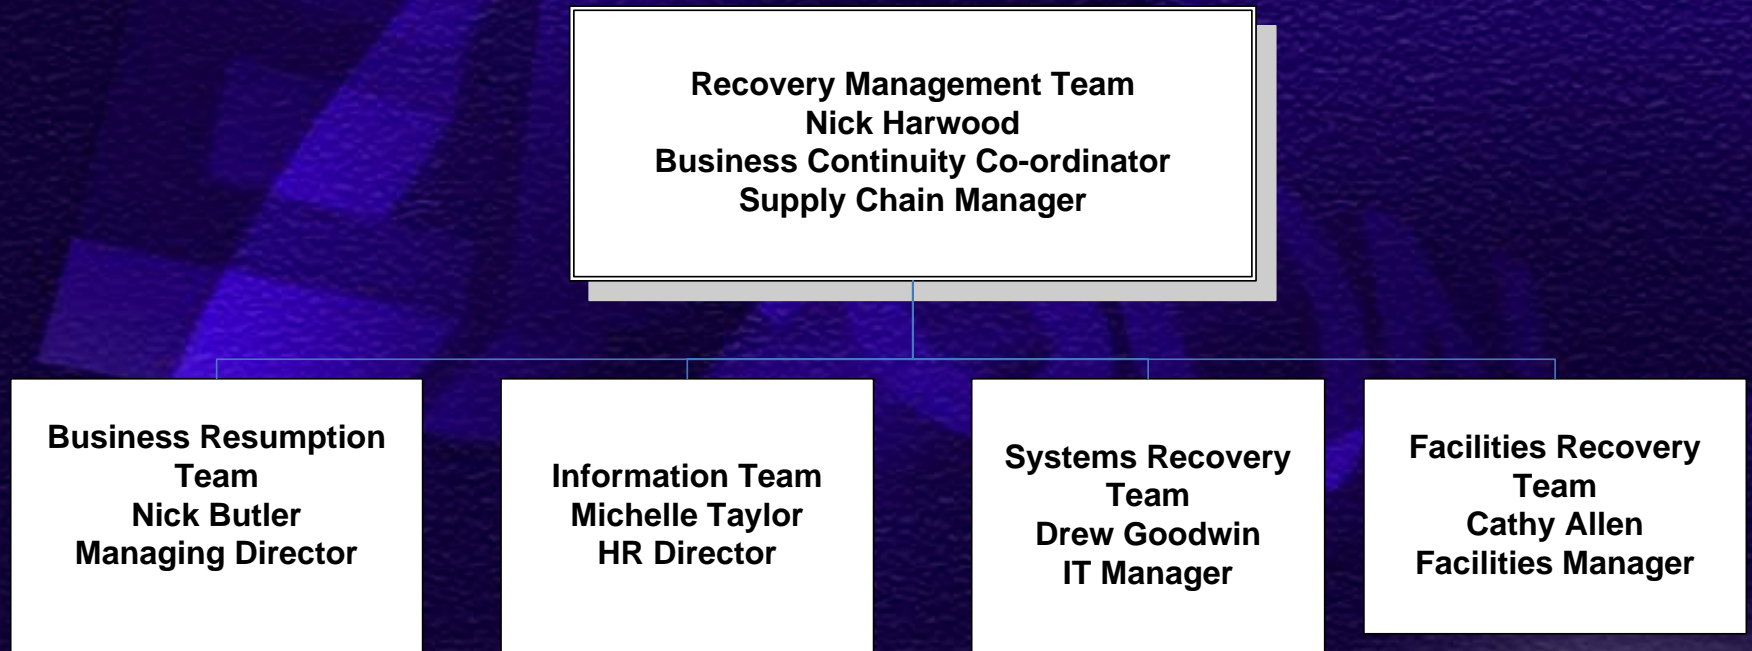 Recovery Management Team
Nick Harwood
Business Continuity Co-ordinator
Supply Chain Manager
Business Resumption
Team
Nick Butler
Managing Director
Information Team
Michelle Taylor
HR Director
Systems Recovery
Team
Drew Goodwin
IT Manager
Facilities Recovery
Team
Cathy Allen
Facilities Manager